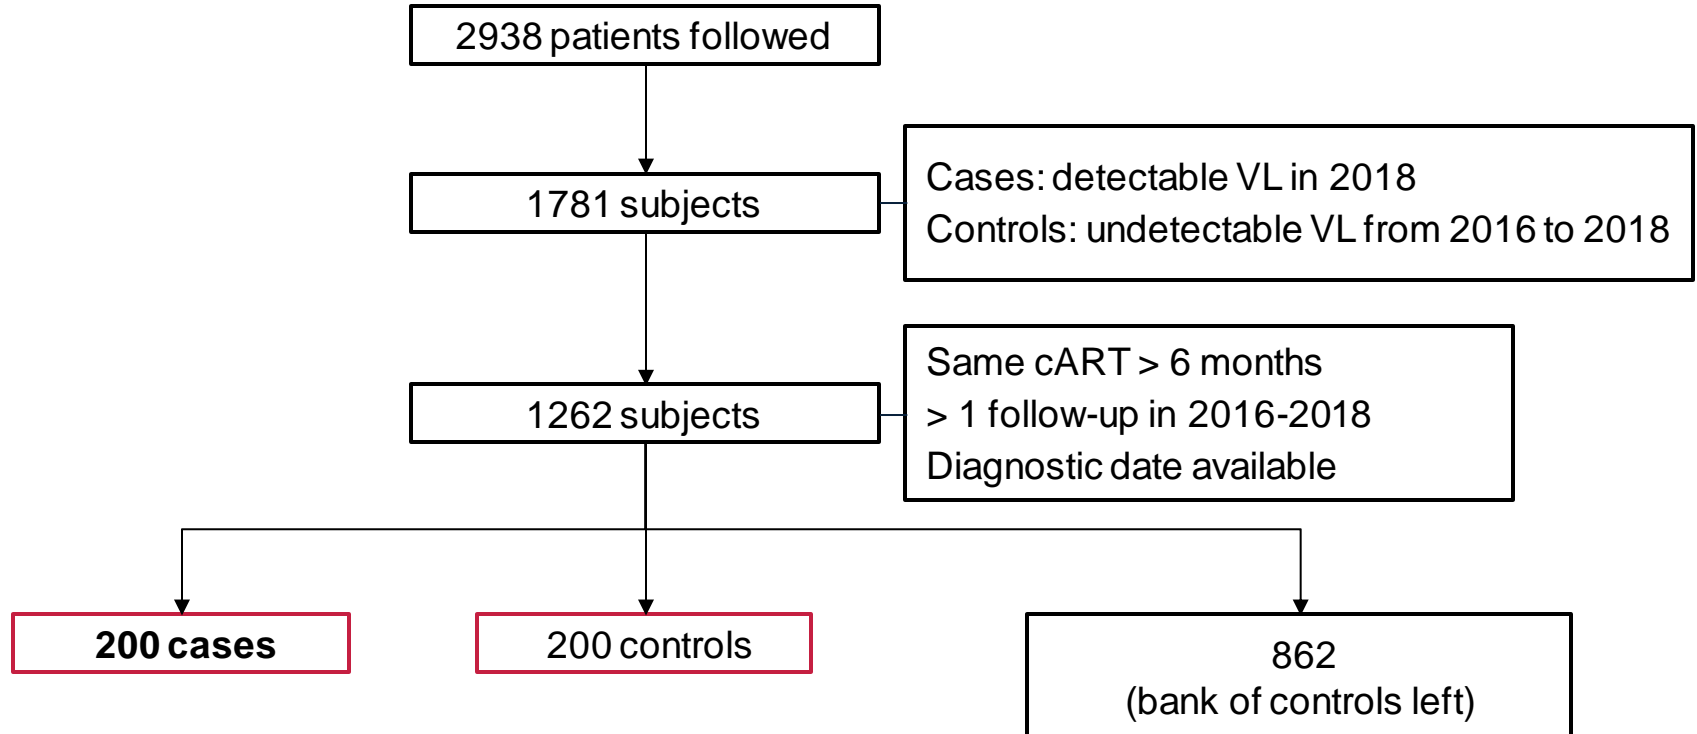 2938 patients followed
1781 subjects
Cases: detectable VL in 2018
Controls: undetectable VL from 2016 to 2018
1262 subjects
Same cART > 6 months
> 1 follow-up in 2016-2018
Diagnostic date available
200 cases
200 controls
862
(bank of controls left)